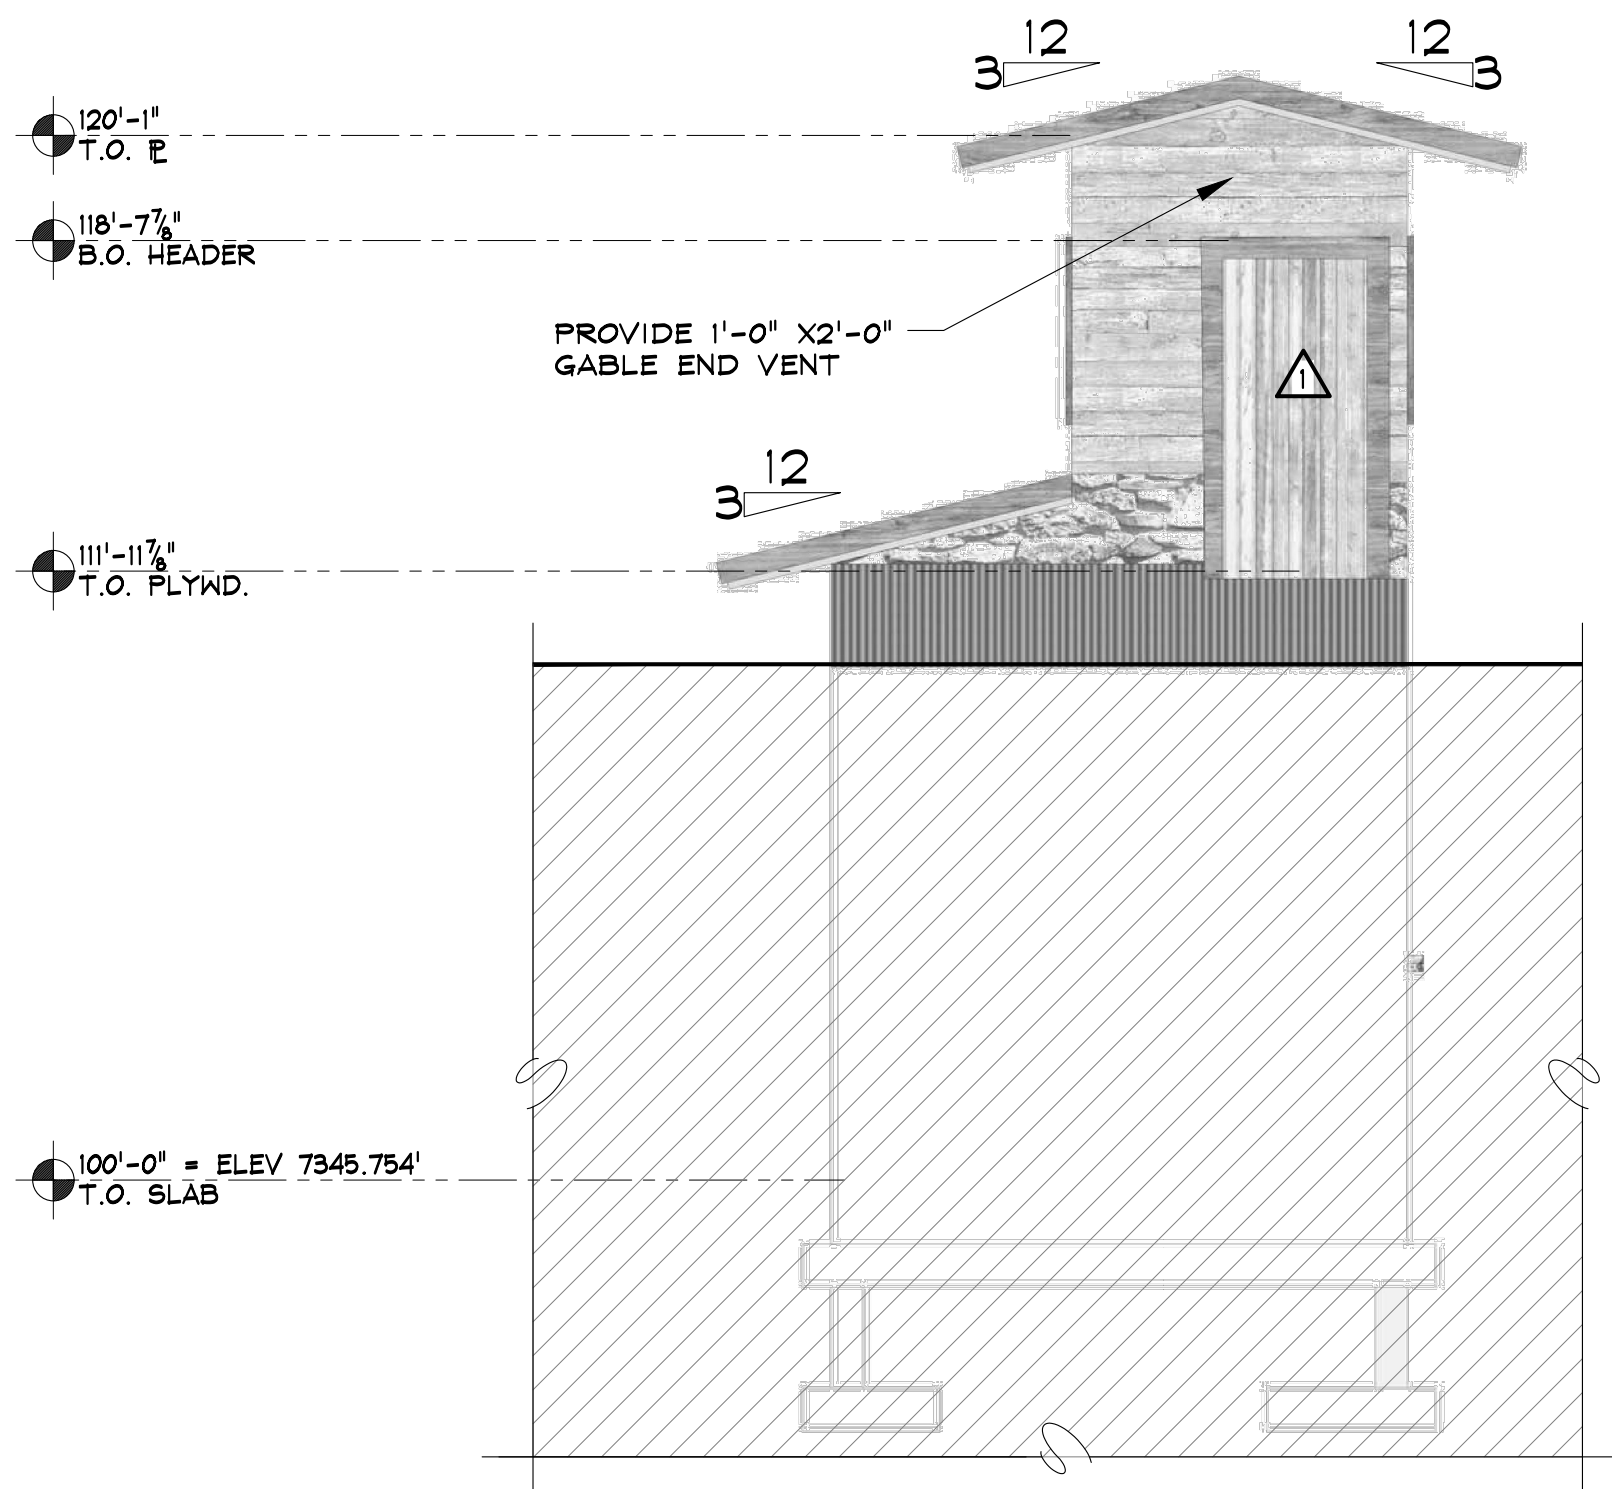 12
12
3
3
120'-1"
T.O. PL
118'-7⅞"
B.O. HEADER
PROVIDE 1'-0" X2'-0"
GABLE END VENT
1
12
3
111'-11⅞"
T.O. PLYWD.
100'-0" = ELEV 7345.754'
T.O. SLAB